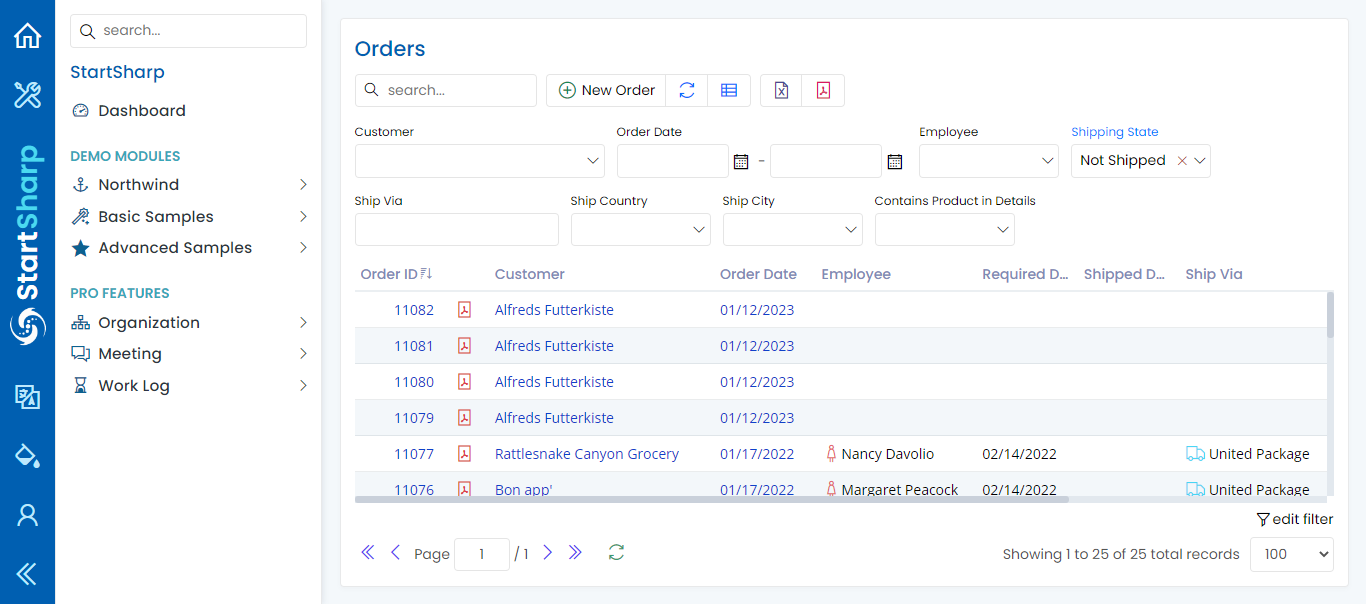 search...
StartSharp
Dashboard
DEMO MODULES
Northwind
Basic Samples
Advanced Samples
PRO FEATURES
Organization
Meeting
Work Log
StartSharp
Orders
search...
New Order
Customer
Order Date
Employee
Shipping State
-
Not Shipped
Ship Via
Ship Country
Ship City
Contains Product in Details
Order ID Customer Order Date Employee Required D... Shipped D... Ship Via
11082 Alfreds Futterkiste 01/12/2023
11081 Alfreds Futterkiste 01/12/2023
11080 Alfreds Futterkiste 01/12/2023
11079 Alfreds Futterkiste 01/12/2023
11077 Rattlesnake Canyon Grocery 01/17/2022 Nancy Davolio 02/14/2022 United Package
11076 Bon app' 01/17/2022 Margaret Peacock 02/14/2022 United Package
edit filter
Page 1 / 1 Showing 1 to 25 of 25 total records 100